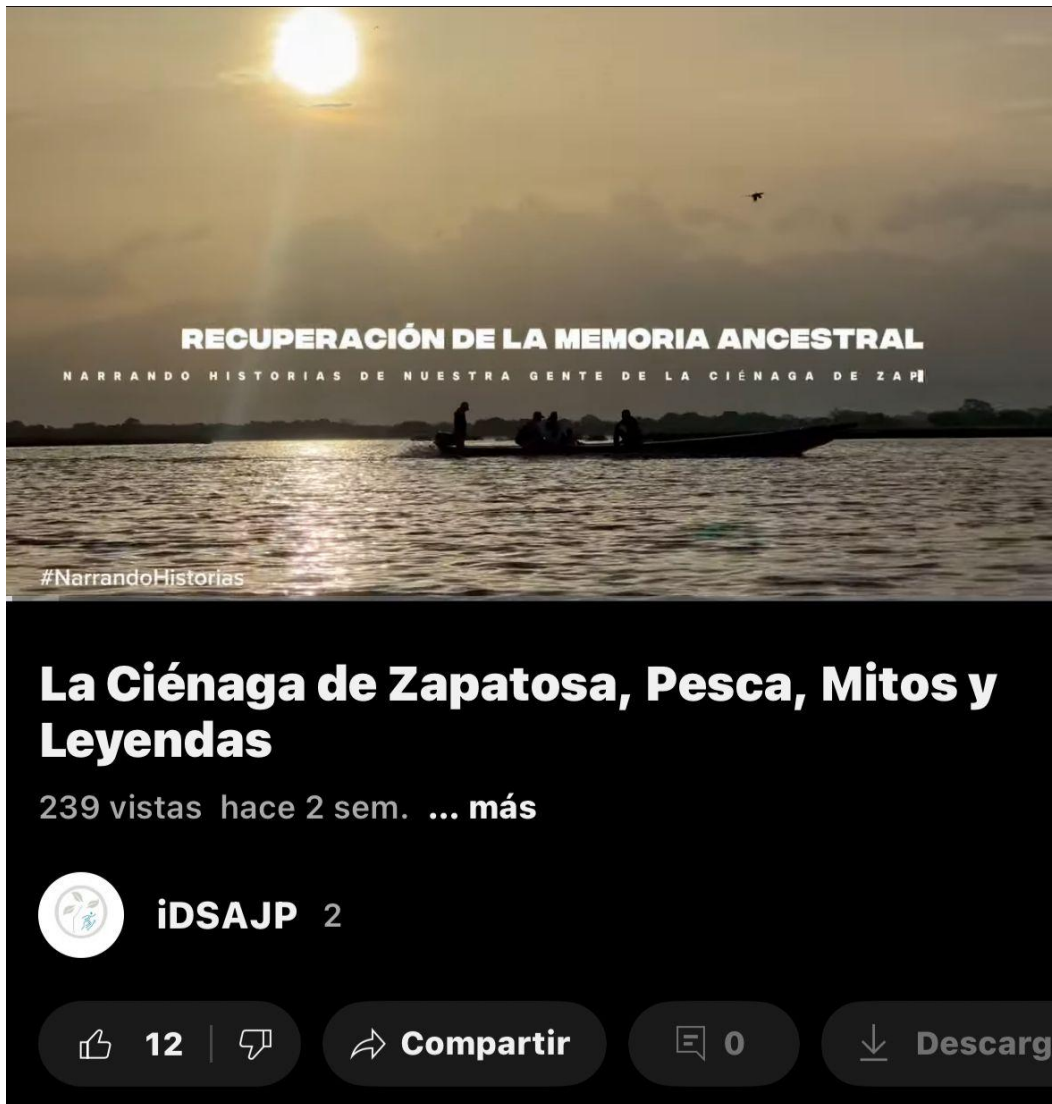 RECUPERACIÓN DE LA MEMORIA ANCESTRAL
NARRANDO HISTORIAS DE NUESTRA GENTE DE LA CIÉNAGA DE ZAP
#NarrandoHistorias
La Ciénaga de Zapatosa, Pesca, Mitos y
Leyendas
239 vistas hace 2 sem. ... más
iDSAJP 2
12 Compartir 0 Descarg